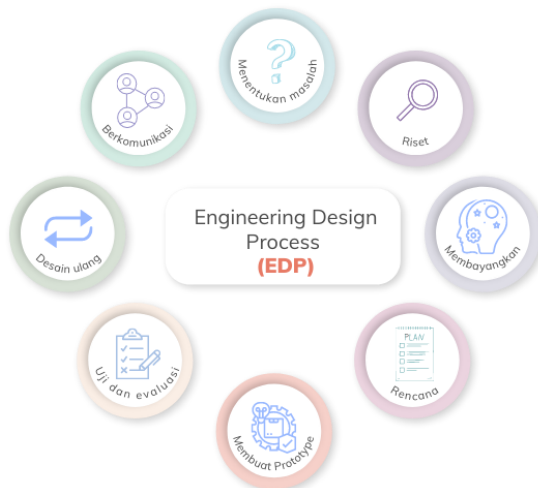 Menentukan masalah
Riset
Membayangkan
PLAN
Rencana
Membuat Prototype
Uji dan evaluasi
Desain ulang
Berkomunikasi
Engineering Design
Process
(EDP)